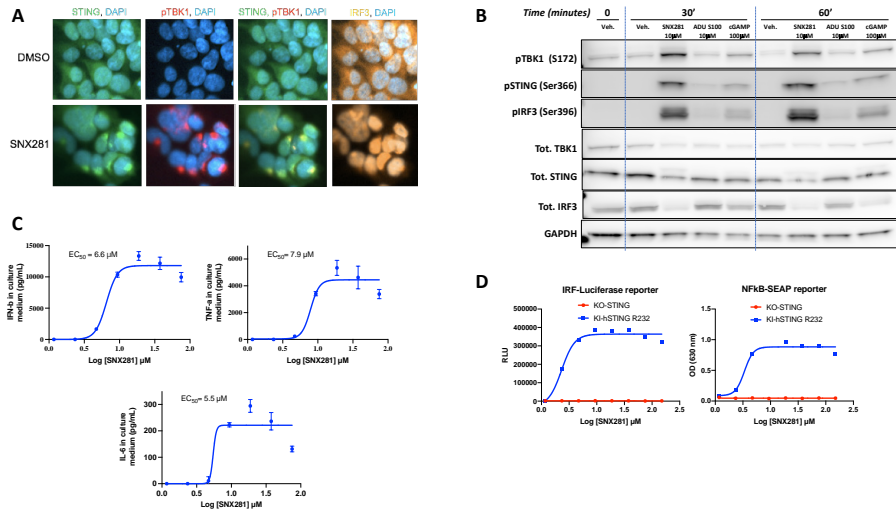 A
STING, DAPI
pTBK1, DAPI
STING, pTBK1, DAPI
IRF3, DAPI
DMSO
SNX281
B
Time (minutes)
0
30'
60'
Veh.
Veh.
SNX281
10µM
ADU S100
10µM
cGAMP
100µM
Veh.
SNX281
10µM
ADU S100
10µM
cGAMP
100µM
pTBK1 (S172)
pSTING (Ser366)
pIRF3 (Ser396)
Tot. TBK1
Tot. STING
Tot. IRF3
GAPDH
C
EC50= 6.6 µM
IFN-b in culture
medium (pg/mL)
15000
10000
5000
0
0.0 0.5 1.0 1.5 2.0
Log [SNX281] µM
EC50= 7.9 µM
TNF-a in culture
medium (pg/mL)
6000
4000
2000
0
0.0 0.5 1.0 1.5 2.0
Log [SNX281] µM
EC50= 5.5 µM
IL-6 in culture
medium (pg/mL)
300
200
100
0
0.0 0.5 1.0 1.5 2.0
Log [SNX281] µM
D
IRF-Luciferase reporter
KO-STING
KI-hSTING R232
RLU
500000
400000
300000
200000
100000
0
0.0 0.5 1.0 1.5 2.0 2.5
Log [SNX281] µM
NFkB-SEAP reporter
KO-STING
KI-hSTING R232
OD (630 nm)
1.5
1.0
0.5
0.0
0.0 0.5 1.0 1.5 2.0 2.5
Log [SNX281] µM